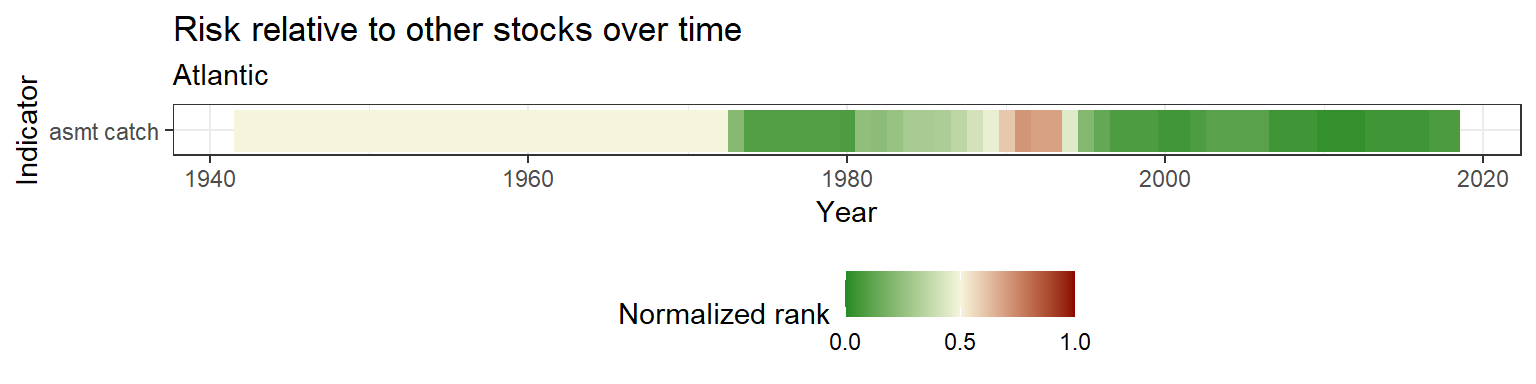 Risk relative to other stocks over time
Atlantic
Indicator
asmt catch
1940 1960 1980 2000 2020
Year
Normalized rank
0.0 0.5 1.0